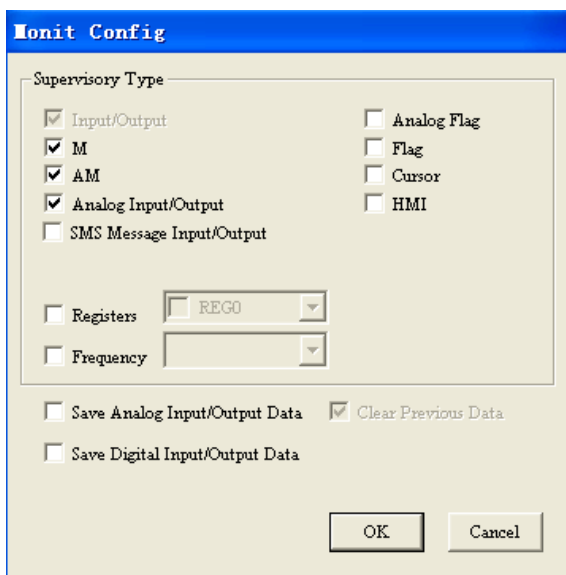 Monit Config
Supervisory Type
Input/Output
Analog Flag
M
Flag
AM
Cursor
Analog Input/Output
HMI
SMS Message Input/Output
Registers
REG0
Frequency
Save Analog Input/Output Data
Clear Previous Data
Save Digital Input/Output Data
OK
Cancel